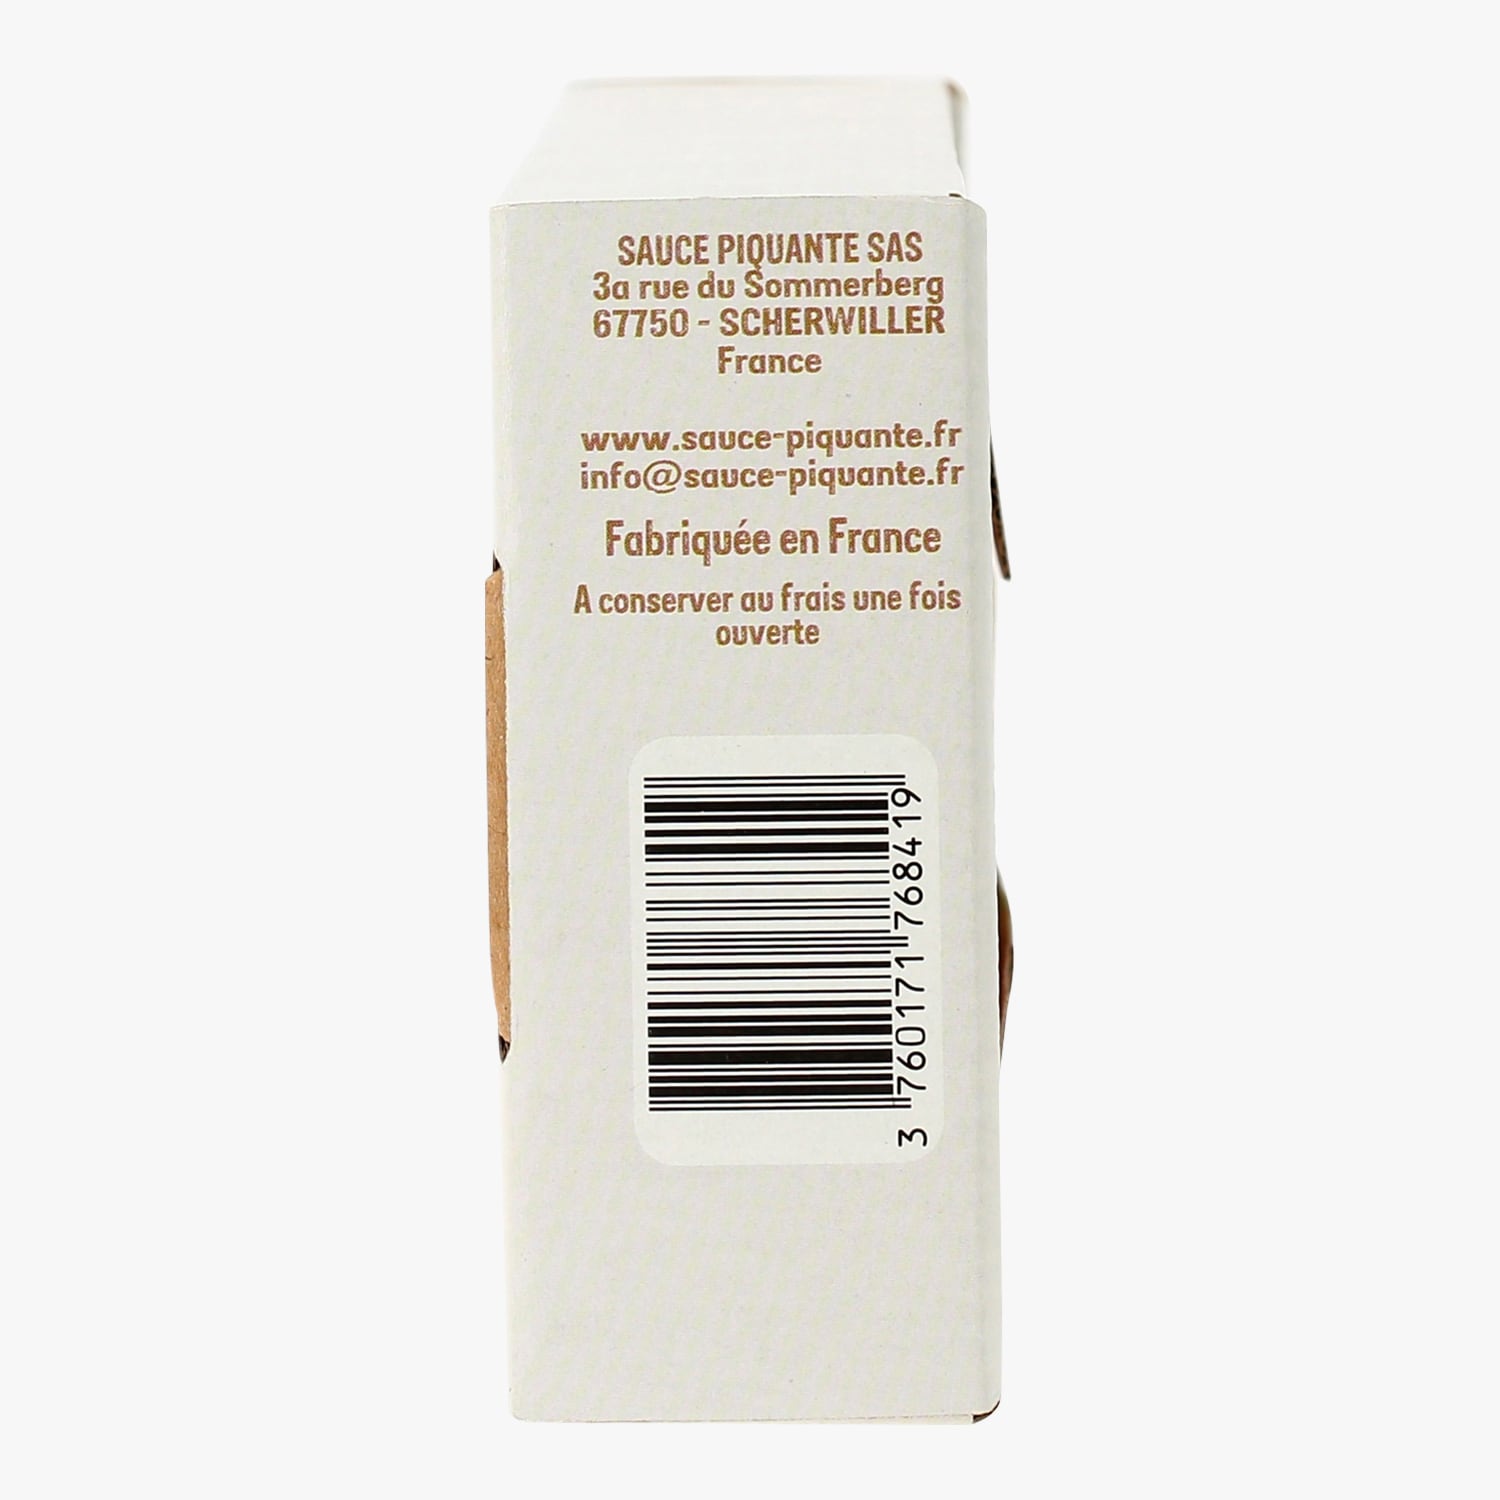 SAUCE PIQUANTE SAS
3a rue du Sommerberg
67750 - SCHERWILLER
France
www.sauce-piquante.fr
info@sauce-piquante.fr
Fabriquée en France
A conserver au frais une fois
ouverte
3 760171 768419